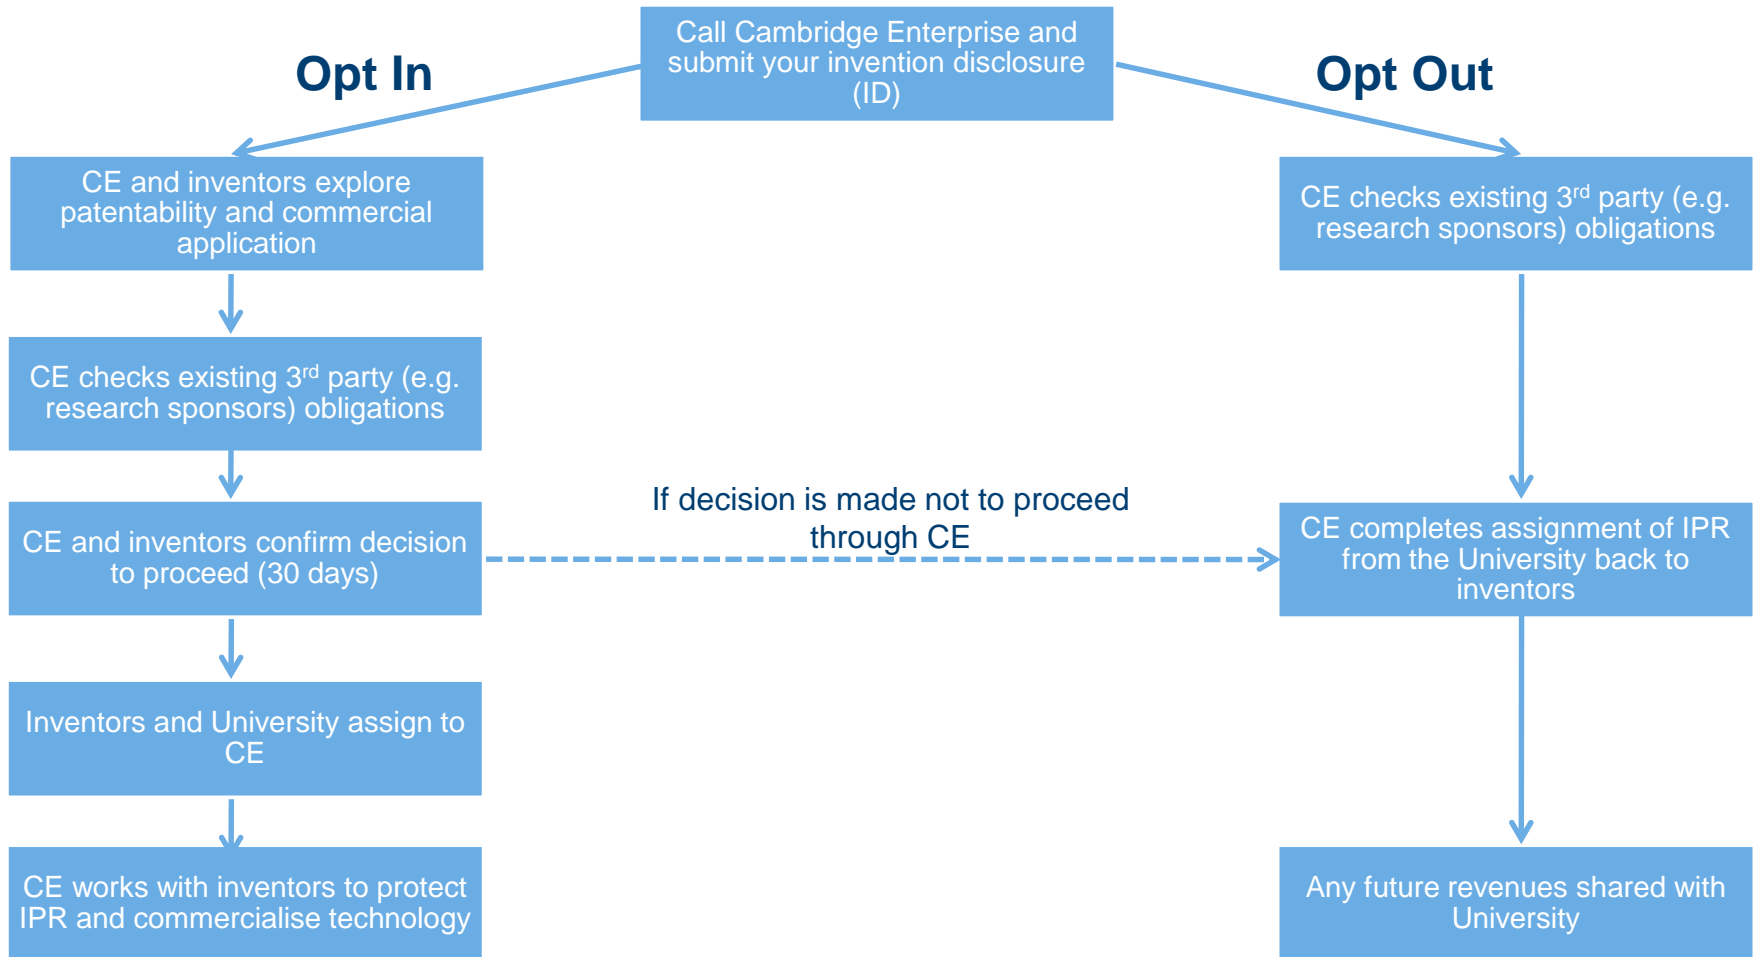 Call Cambridge Enterprise and
submit your invention disclosure
(ID)
Opt In
Opt Out
CE and inventors explore
patentability and commercial
application
CE checks existing 3rd party (e.g.
research sponsors) obligations
CE checks existing 3rd party (e.g.
research sponsors) obligations
CE and inventors confirm decision
to proceed (30 days)
If decision is made not to proceed
through CE
CE completes assignment of IPR
from the University back to
inventors
Inventors and University assign to
CE
CE works with inventors to protect
IPR and commercialise technology
Any future revenues shared with
University